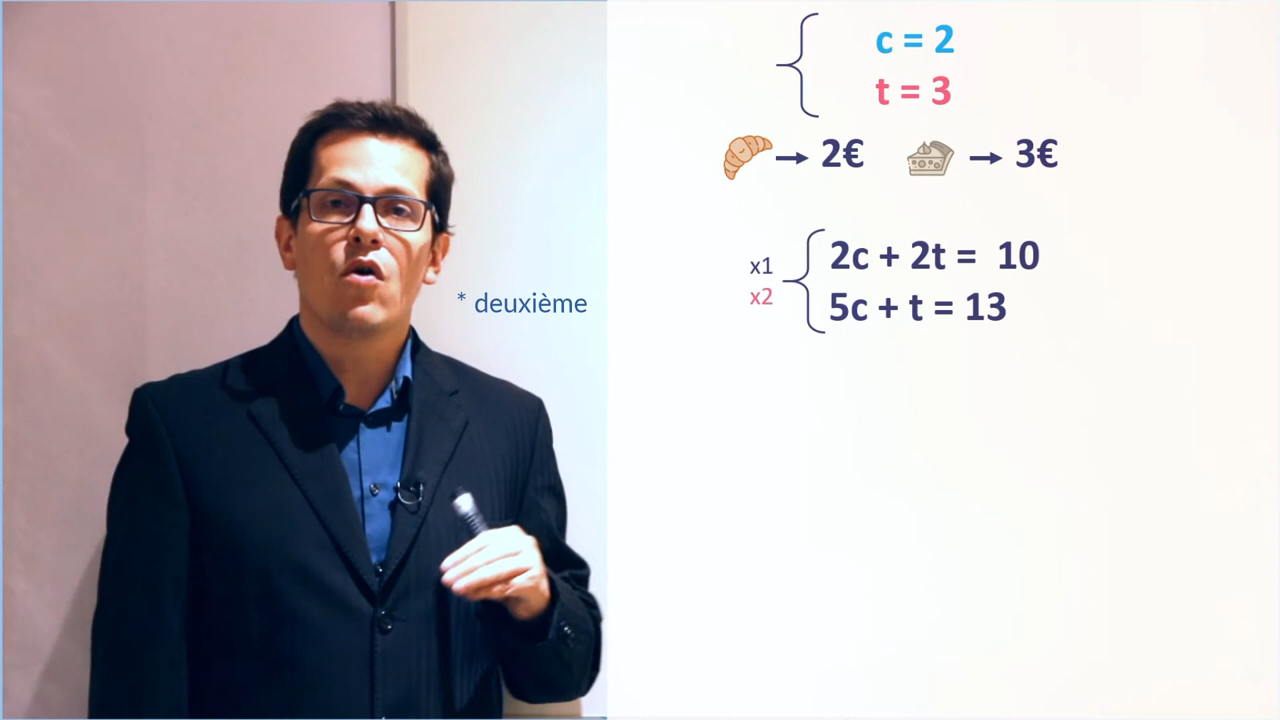 c = 2
t = 3
2€ 3€
x1 2c + 2t = 10
x2 5c + t = 13
* deuxième